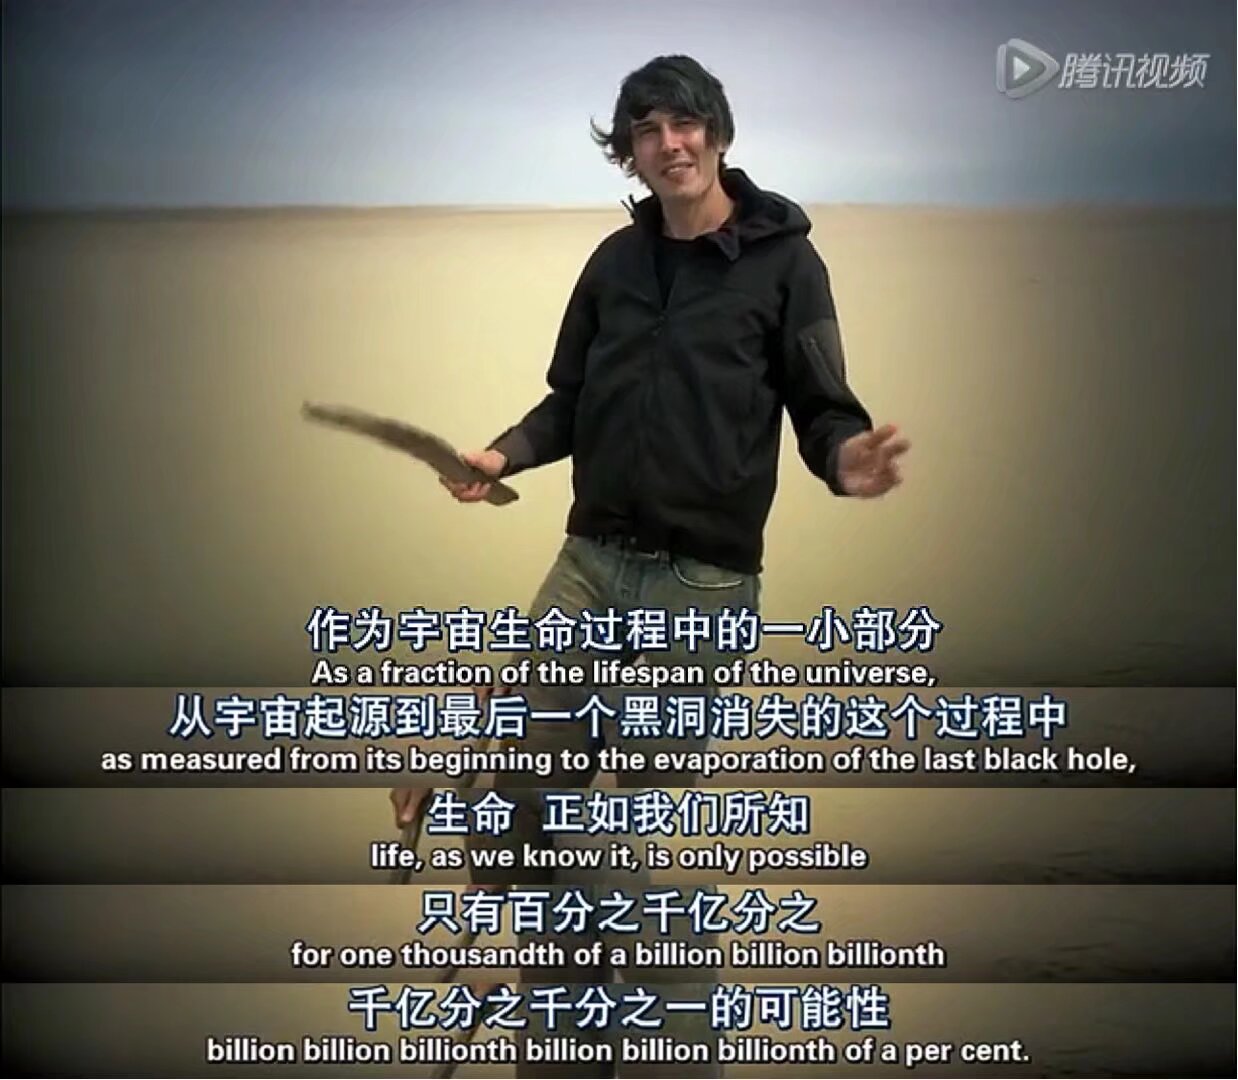 腾讯视频
作为宇宙生命过程中的一小部分
As a fraction of the lifespan of the universe,
从宇宙起源到最后一个黑洞消失的这个过程中
as measured from its beginning to the evaporation of the last black hole,
生命 正如我们所知
life, as we know it, is only possible
只有百分之千亿分之
for one thousandth of a billion billion billionth
千亿分之千分之一的可能性
billion billion billionth billion billion billionth of a per cent.